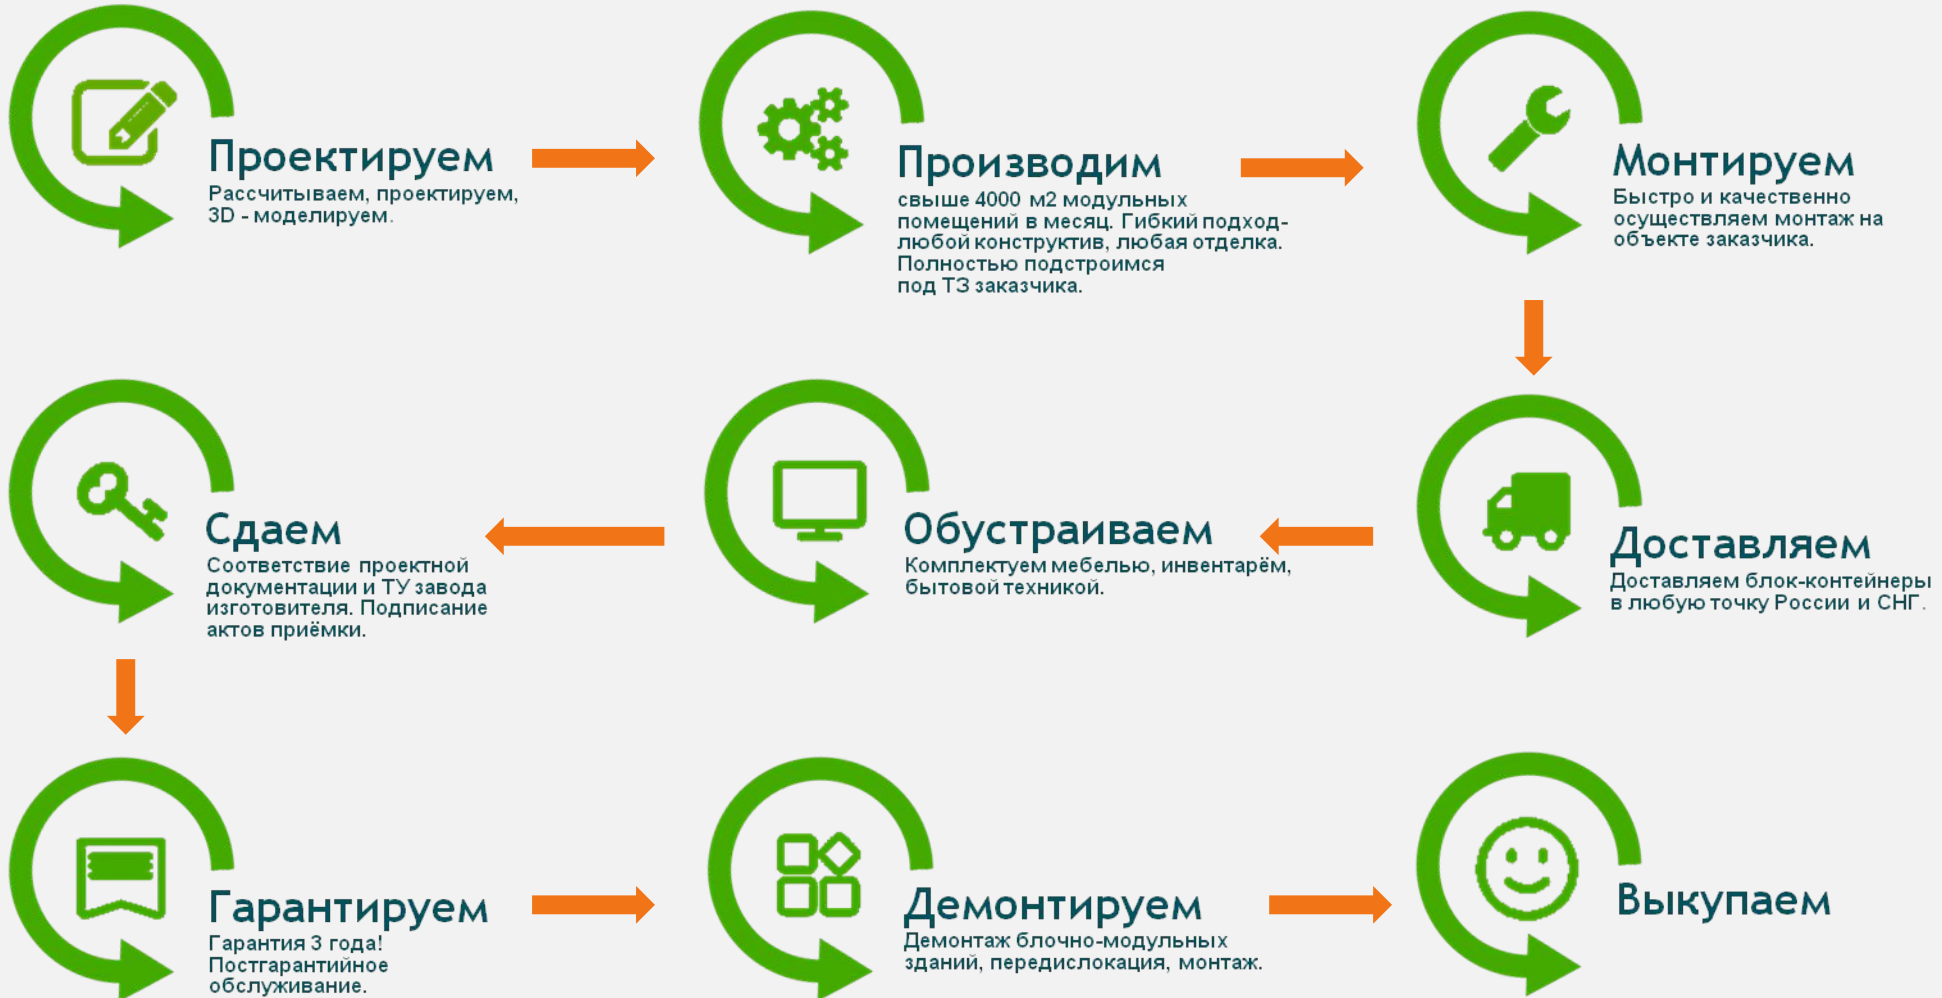 Проектируем
Рассчитываем, проектируем,
3D - моделируем.
Производим
свыше 4000 м2 модульных
помещений в месяц. Гибкий подход-
любой конструктив, любая отделка.
Полностью подстроимся
под ТЗ заказчика.
Монтируем
Быстро и качественно
осуществляем монтаж на
объекте заказчика.
Доставляем
Доставляем блок-контейнеры
в любую точку России и СНГ.
Обустраиваем
Комплектуем мебелью, инвентарём,
бытовой техникой.
Сдаем
Соответствие проектной
документации и ТУ завода
изготовителя. Подписание
актов приёмки.
Гарантируем
Гарантия 3 года!
Постгарантийное
обслуживание.
Демонтируем
Демонтаж блочно-модульных
зданий, передислокация, монтаж.
Выкупаем